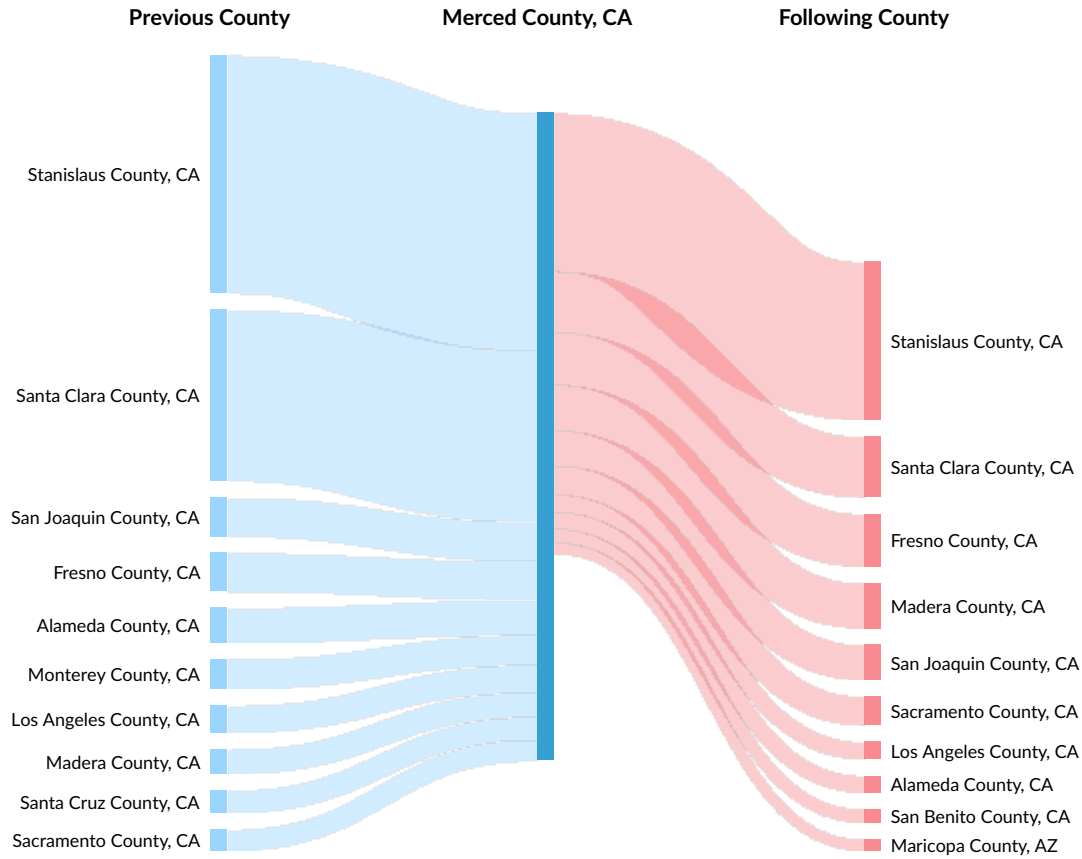 Previous County
Merced County, CA
Following County
Stanislaus County, CA
Santa Clara County, CA
San Joaquin County, CA
Fresno County, CA
Alameda County, CA
Monterey County, CA
Los Angeles County, CA
Madera County, CA
Santa Cruz County, CA
Sacramento County, CA
Stanislaus County, CA
Santa Clara County, CA
Fresno County, CA
Madera County, CA
San Joaquin County, CA
Sacramento County, CA
Los Angeles County, CA
Alameda County, CA
San Benito County, CA
Maricopa County, AZ